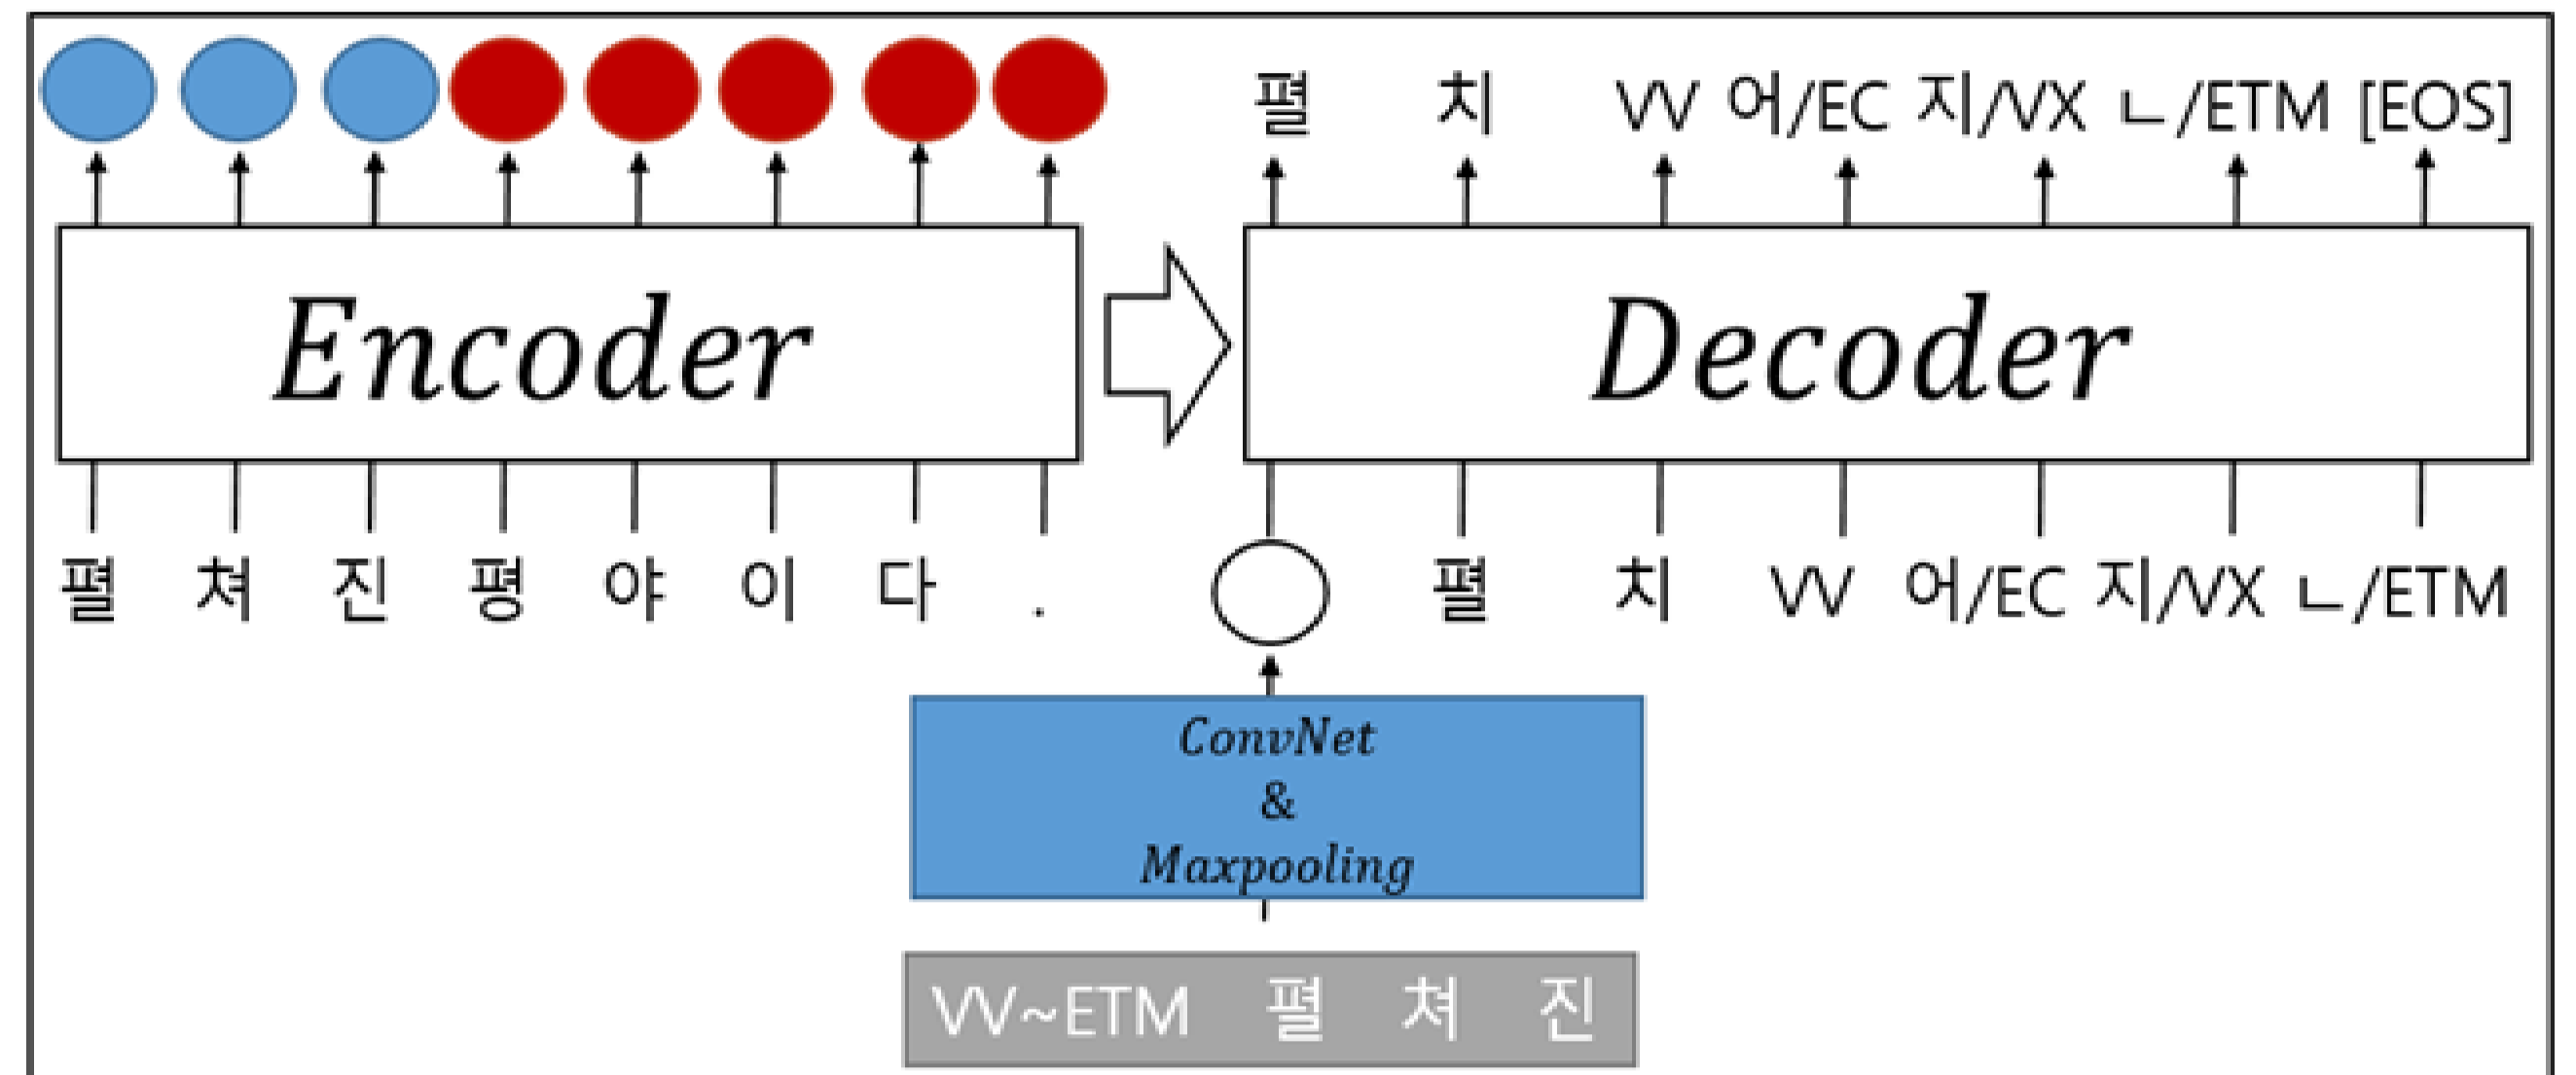 펼 치 VV 어/EC 지/VX ㄴ/ETM [EOS]
Encoder Decoder
펼 쳐 진 평 야 이 다 . 펼 치 VV 어/EC 지/VX ㄴ/ETM
ConvNet
&
Maxpooling
VV~ETM 펼 쳐 진